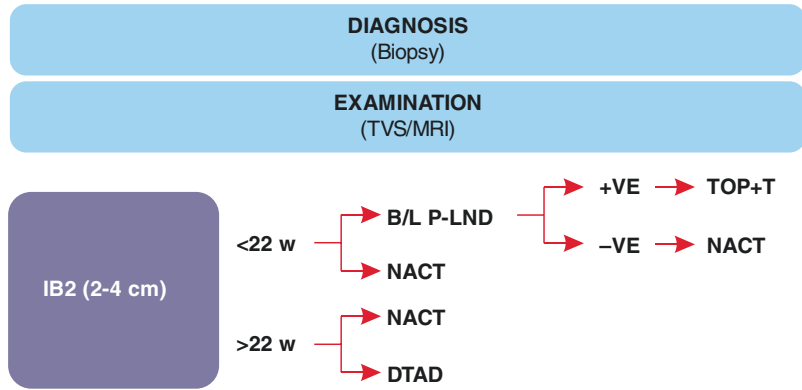 DIAGNOSIS
(Biopsy)
EXAMINATION
(TVS/MRI)
IB2 (2-4 cm)
<22 w
B/L P-LND
+VE
TOP+T
–VE
NACT
NACT
>22 w
NACT
DTAD